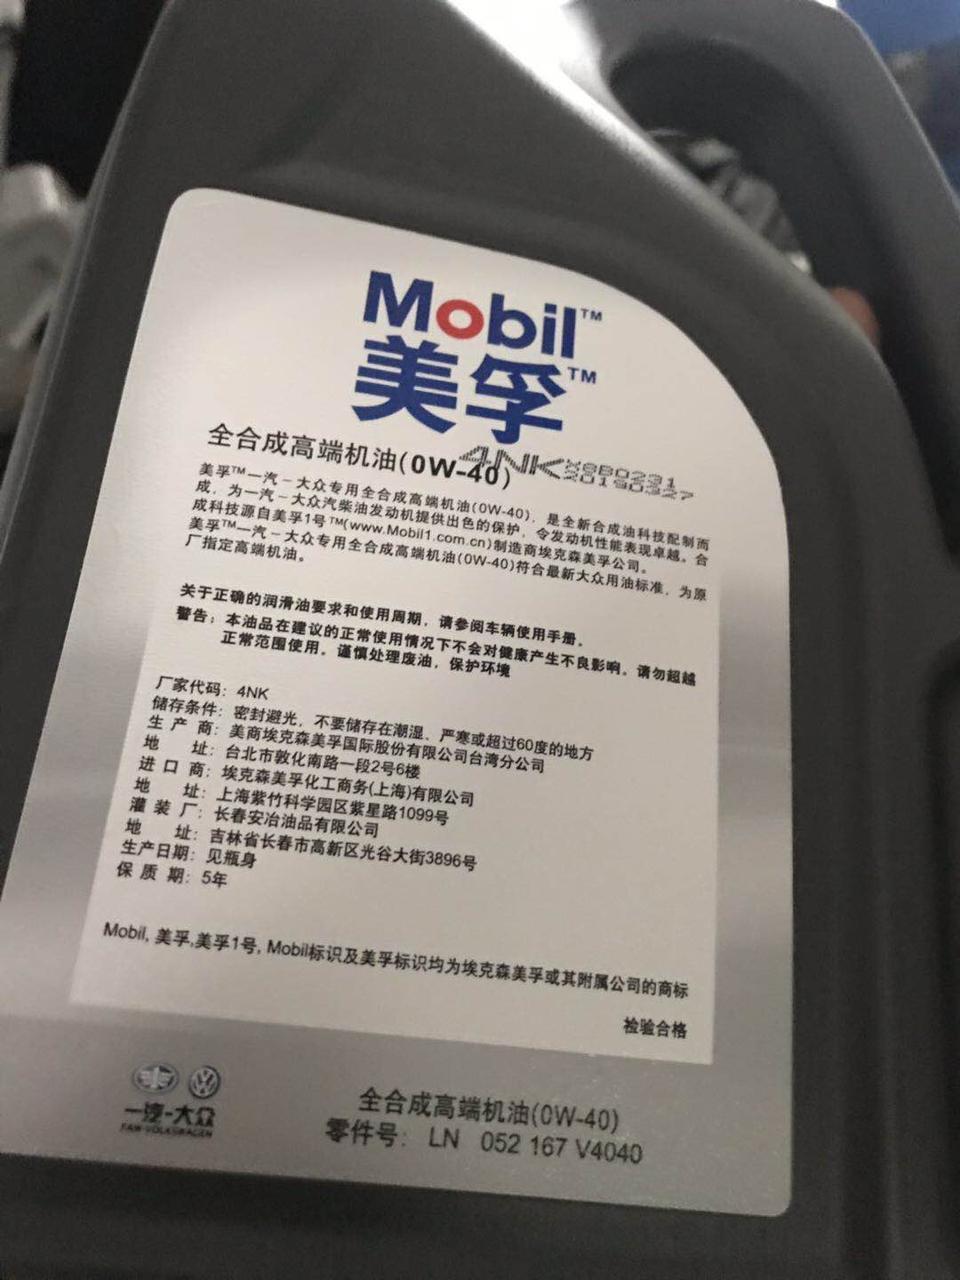 Mobil™
美孚™
全合成高端机油(0W-40)
4NK X8B0231
20190327
美孚™一汽-大众专用全合成高端机油(0W-40)，是全新合成油科技配制而
成，为一汽-大众汽柴油发动机提供出色的保护，令发动机性能表现卓越。合
成科技源自美孚1号™(www.Mobil1.com.cn)制造商埃克森美孚公司。
美孚™一汽-大众专用全合成高端机油(0W-40)符合最新大众用油标准，为原
厂指定高端机油。
关于正确的润滑油要求和使用周期，请参阅车辆使用手册。
警告：本油品在建议的正常使用情况下不会对健康产生不良影响。请勿超越
正常范围使用。谨慎处理废油，保护环境
厂家代码：4NK
储存条件：密封避光，不要储存在潮湿、严寒或超过60度的地方
生产商：美商埃克森美孚国际股份有限公司台湾分公司
地址：台北市敦化南路一段2号6楼
进口商：埃克森美孚化工商务(上海)有限公司
地址：上海紫竹科学园区紫星路1099号
灌装厂：长春安冶油品有限公司
地址：吉林省长春市高新区光谷大街3896号
生产日期：见瓶身
保质期：5年
Mobil, 美孚,美孚1号, Mobil标识及美孚标识均为埃克森美孚或其附属公司的商标
检验合格
一汽-大众
FAW-VOLKSWAGEN
全合成高端机油(0W-40)
零件号： LN 052 167 V4040